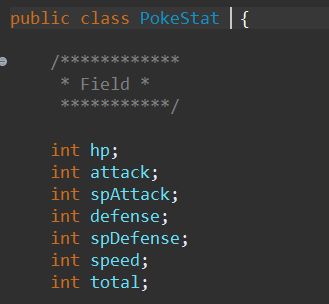 public class PokeStat {
/************
* Field *
***********/
int hp;
int attack;
int spAttack;
int defense;
int spDefense;
int speed;
int total;